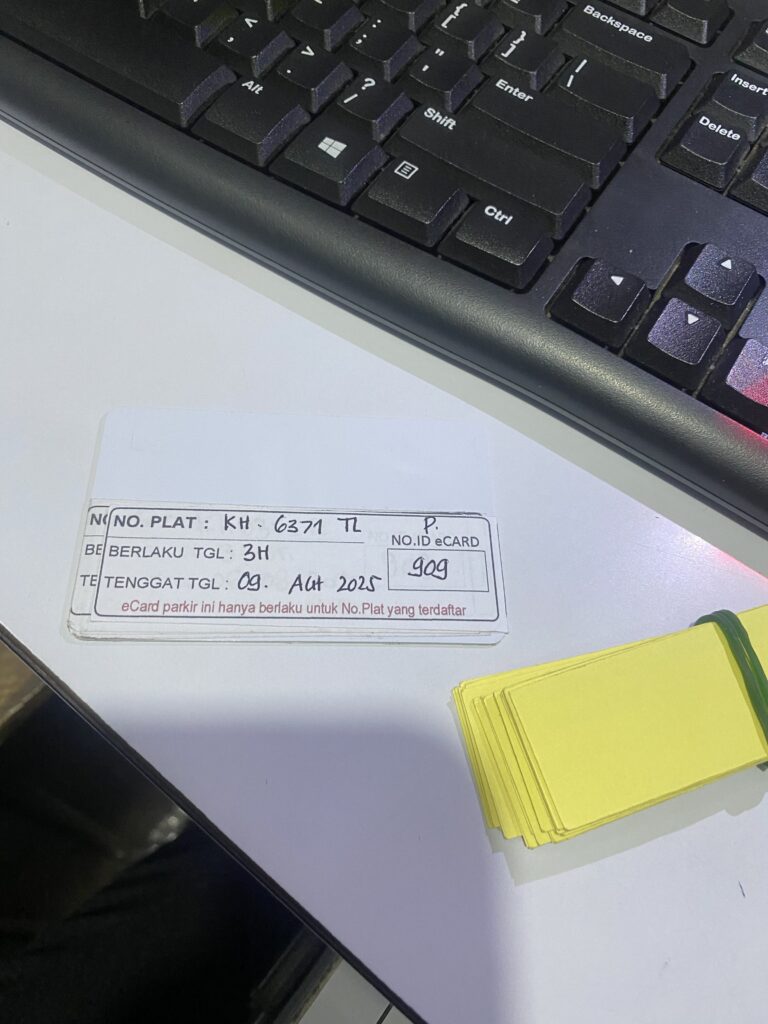 Backspace
Insert
Enter
Delete
Alt
Shift
Ctrl
NO. PLAT : KH - 6371 TL
P.
NO.ID eCARD
BERLAKU TGL : 3H
909
TENGGAT TGL : 09.
2025
eCard parkir ini hanya berlaku untuk No.Plat yang terdaftar